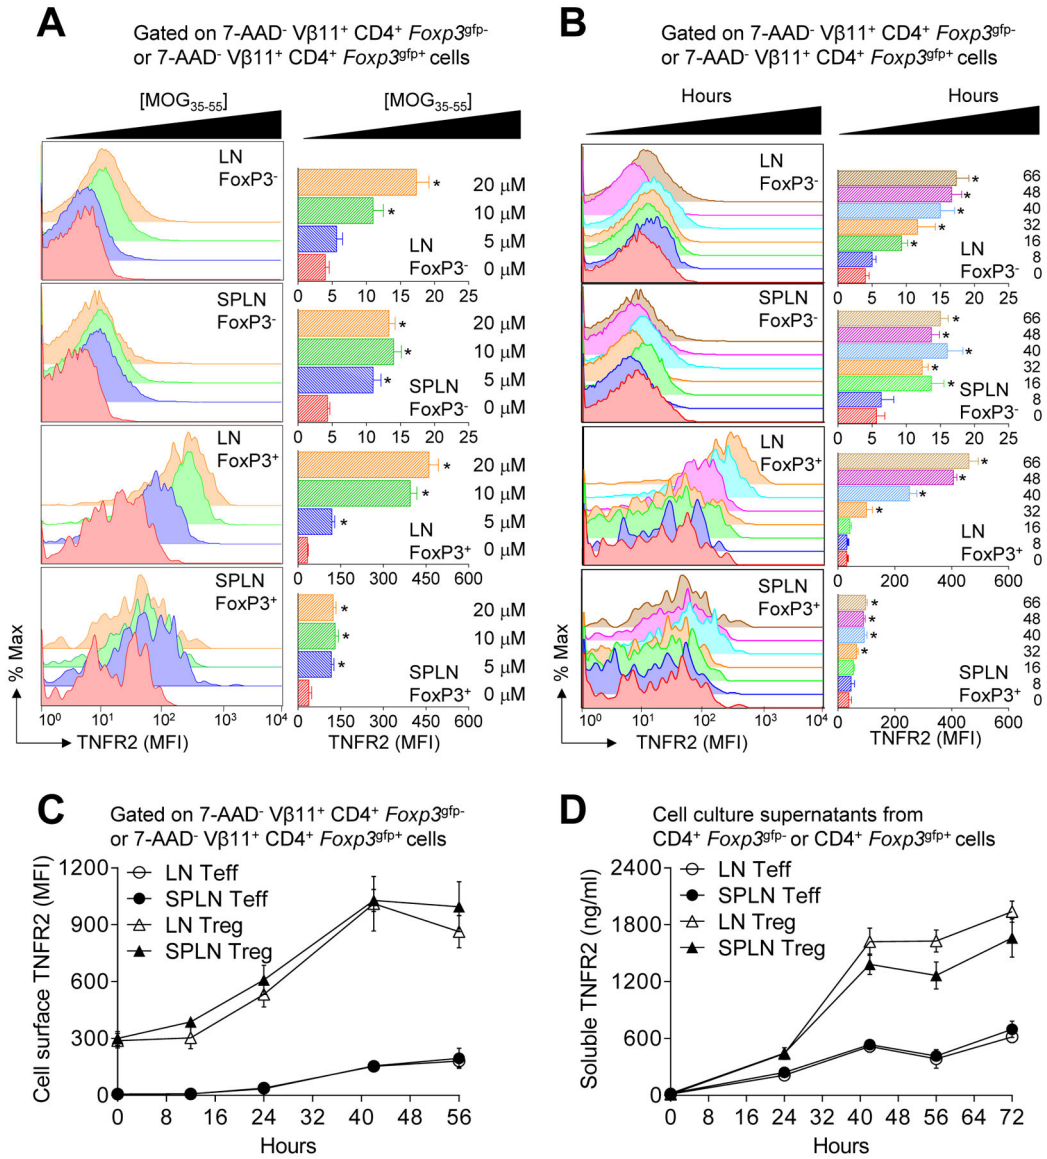 A
Gated on 7-AAD⁻ Vβ11⁺ CD4⁺ Foxp3ᵍᶠᵖ⁻
or 7-AAD⁻ Vβ11⁺ CD4⁺ Foxp3ᵍᶠᵖ⁺ cells
[MOG₃₅₋₅₅]
[MOG₃₅₋₅₅]
LN
FoxP3⁻
20 μM
10 μM
5 μM
0 μM
LN
FoxP3⁻
0 5 10 15 20 25
SPLN
FoxP3⁻
20 μM
10 μM
5 μM
0 μM
SPLN
FoxP3⁻
0 5 10 15 20 25
LN
FoxP3⁺
20 μM
10 μM
5 μM
0 μM
LN
FoxP3⁺
0 150 300 450 600
SPLN
FoxP3⁺
20 μM
10 μM
5 μM
0 μM
SPLN
FoxP3⁺
0 150 300 450 600
% Max
10⁰ 10¹ 10² 10³ 10⁴
TNFR2 (MFI)
TNFR2 (MFI)
* * * * * * * * * *
B
Gated on 7-AAD⁻ Vβ11⁺ CD4⁺ Foxp3ᵍᶠᵖ⁻
or 7-AAD⁻ Vβ11⁺ CD4⁺ Foxp3ᵍᶠᵖ⁺ cells
Hours
Hours
LN
FoxP3⁻
66
48
40
32
16
8
0
LN
FoxP3⁻
0 5 10 15 20 25
SPLN
FoxP3⁻
66
48
40
32
16
8
0
SPLN
FoxP3⁻
0 5 10 15 20 25
LN
FoxP3⁺
66
48
40
32
16
8
0
LN
FoxP3⁺
0 200 400 600
SPLN
FoxP3⁺
66
48
40
32
16
8
0
SPLN
FoxP3⁺
0 200 400 600
% Max
10⁰ 10¹ 10² 10³ 10⁴
TNFR2 (MFI)
TNFR2 (MFI)
* * * * * * * * * * * * * * * * * *
C
Gated on 7-AAD⁻ Vβ11⁺ CD4⁺ Foxp3ᵍᶠᵖ⁻
or 7-AAD⁻ Vβ11⁺ CD4⁺ Foxp3ᵍᶠᵖ⁺ cells
Cell surface TNFR2 (MFI)
1200
900
600
300
0
LN Teff
SPLN Teff
LN Treg
SPLN Treg
0 8 16 24 32 40 48 56
Hours
D
Cell culture supernatants from
CD4⁺ Foxp3ᵍᶠᵖ⁻ or CD4⁺ Foxp3ᵍᶠᵖ⁺ cells
Soluble TNFR2 (ng/ml)
2400
1800
1200
600
0
LN Teff
SPLN Teff
LN Treg
SPLN Treg
0 8 16 24 32 40 48 56 64 72
Hours